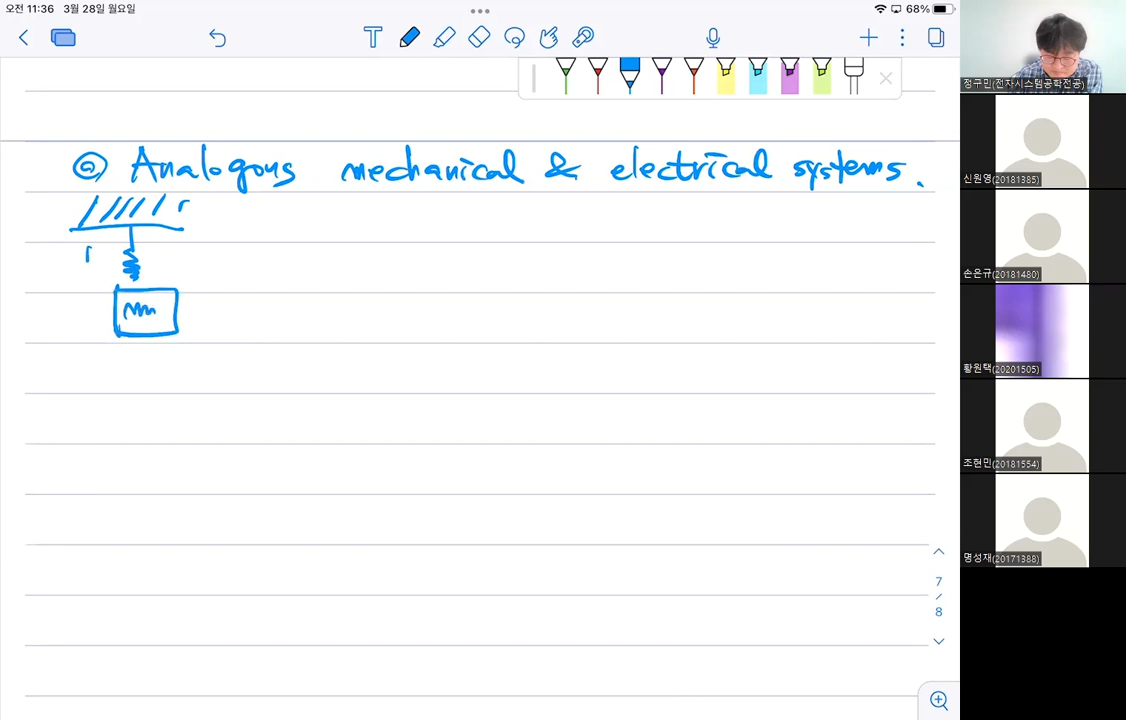 오전 11:36 3월 28일 월요일
68%
정구민(전자시스템공학전공)
@ Analogous mechanical & electrical systems.
신원영(20181385)
손은규(20181480)
황원택(20201505)
조현민(20181554)
명성재(20171388)
T
m
7
/
8